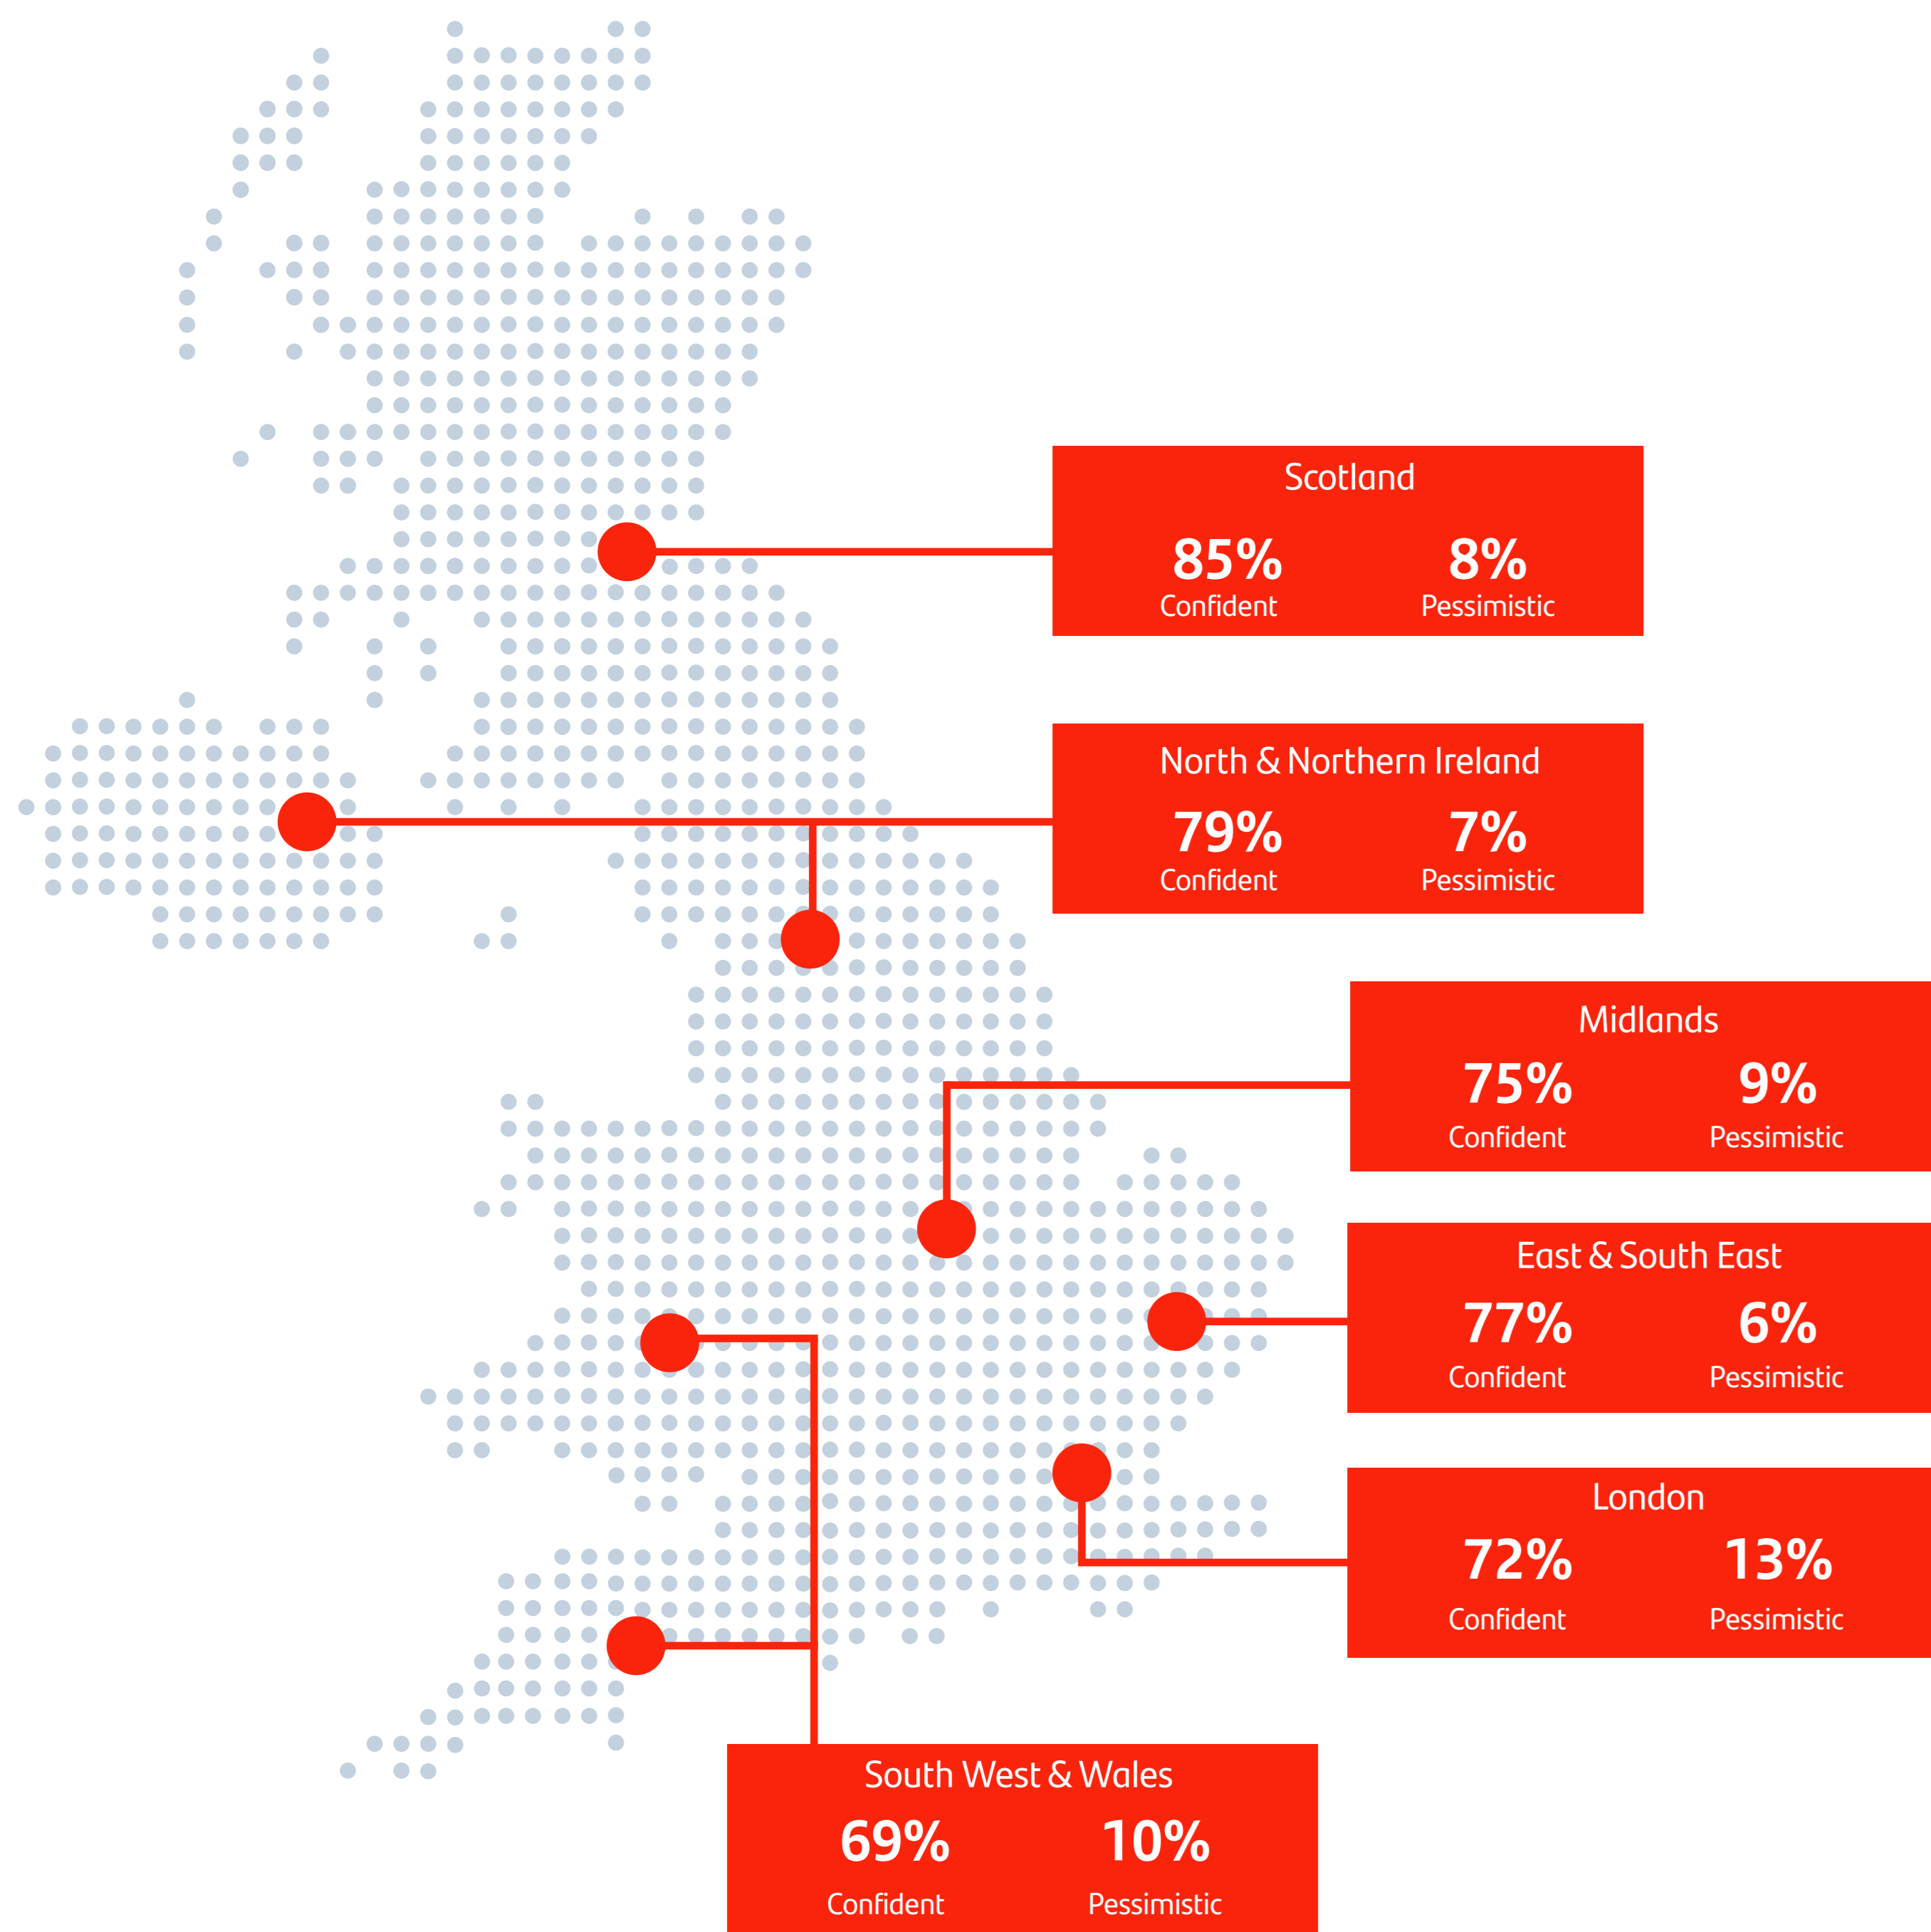 Scotland
85% 8%
Confident Pessimistic
North & Northern Ireland
79% 7%
Confident Pessimistic
Midlands
75% 9%
Confident Pessimistic
East & South East
77% 6%
Confident Pessimistic
London
72% 13%
Confident Pessimistic
South West & Wales
69% 10%
Confident Pessimistic